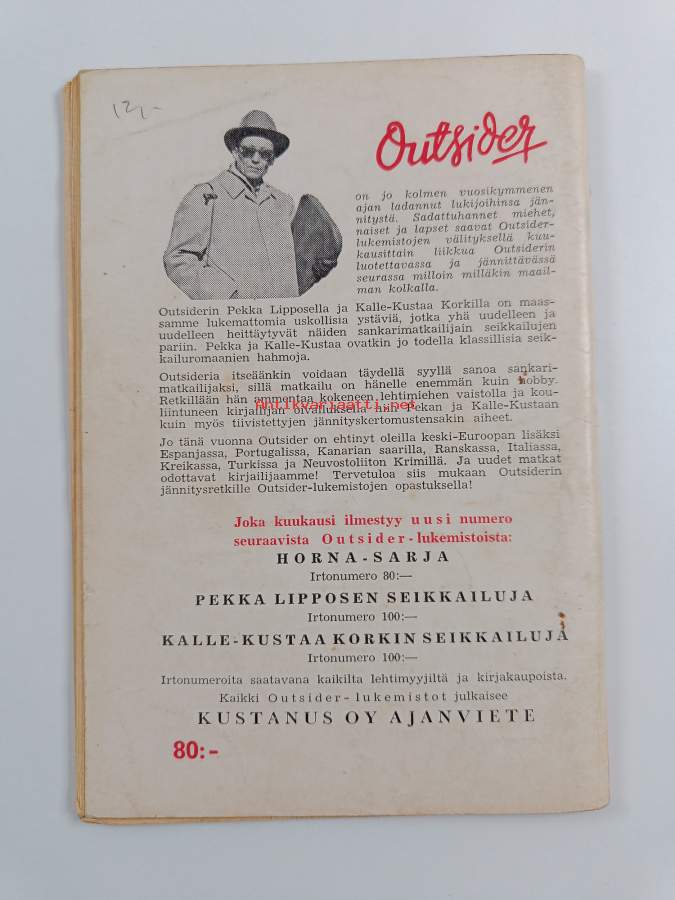 12,-
Outsider
on jo kolmen vuosikymmenen
ajan ladannut lukijoihinsa jän-
nitystä. Sadattuhannet miehet,
naiset ja lapset saavat Outsider-
lukemistojen välityksellä kuu-
kausittain liikkua Outsiderin
luotettavassa ja jännittävässä
seurassa milloin milläkin maail-
man kolkalla.
Outsiderin Pekka Lipposella ja Kalle-Kustaa Korkilla on maas-
samme lukemattomia uskollisia ystäviä, jotka yhä uudelleen ja
uudelleen heittäytyvät näiden sankarimatkailijain seikkailujen
pariin. Pekka ja Kalle-Kustaa ovatkin jo todella klassillisia seik-
kailuromaanien hahmoja.
Outsideria itseäänkin voidaan täydellä syyllä sanoa sankari-
matkailijaksi, sillä matkailu on hänelle enemmän kuin hobby.
Retkillään hän ammentaa kokeneen lehtimiehen vaistolla ja kou-
liintuneen kirjailijan oivalluksella niin Pekan ja Kalle-Kustaan
antikvariaatti.net
kuin myös tiivistettyjen jännityskertomustensakin aiheet.
Jo tänä vuonna Outsider on ehtinyt oleilla keski-Euroopan lisäksi
Espanjassa, Portugalissa, Kanarian saarilla, Ranskassa, Italiassa,
Kreikassa, Turkissa ja Neuvostoliiton Krimillä. Ja uudet matkat
odottavat kirjailijaamme! Tervetuloa siis mukaan Outsiderin
jännitysretkille Outsider-lukemistojen opastuksella!
Joka kuukausi ilmestyy uusi numero
seuraavista Outsider-lukemistoista:
HORNA-SARJA
Irtonumero 80:—
PEKKA LIPPOSEN SEIKKAILUJA
Irtonumero 100:—
KALLE-KUSTAA KORKIN SEIKKAILUJA
Irtonumero 100:—
Irtonumeroita saatavana kaikilta lehtimyyjiltä ja kirjakaupoista.
Kaikki Outsider-lukemistot julkaisee
KUSTANUS OY AJANVIETE
80:-